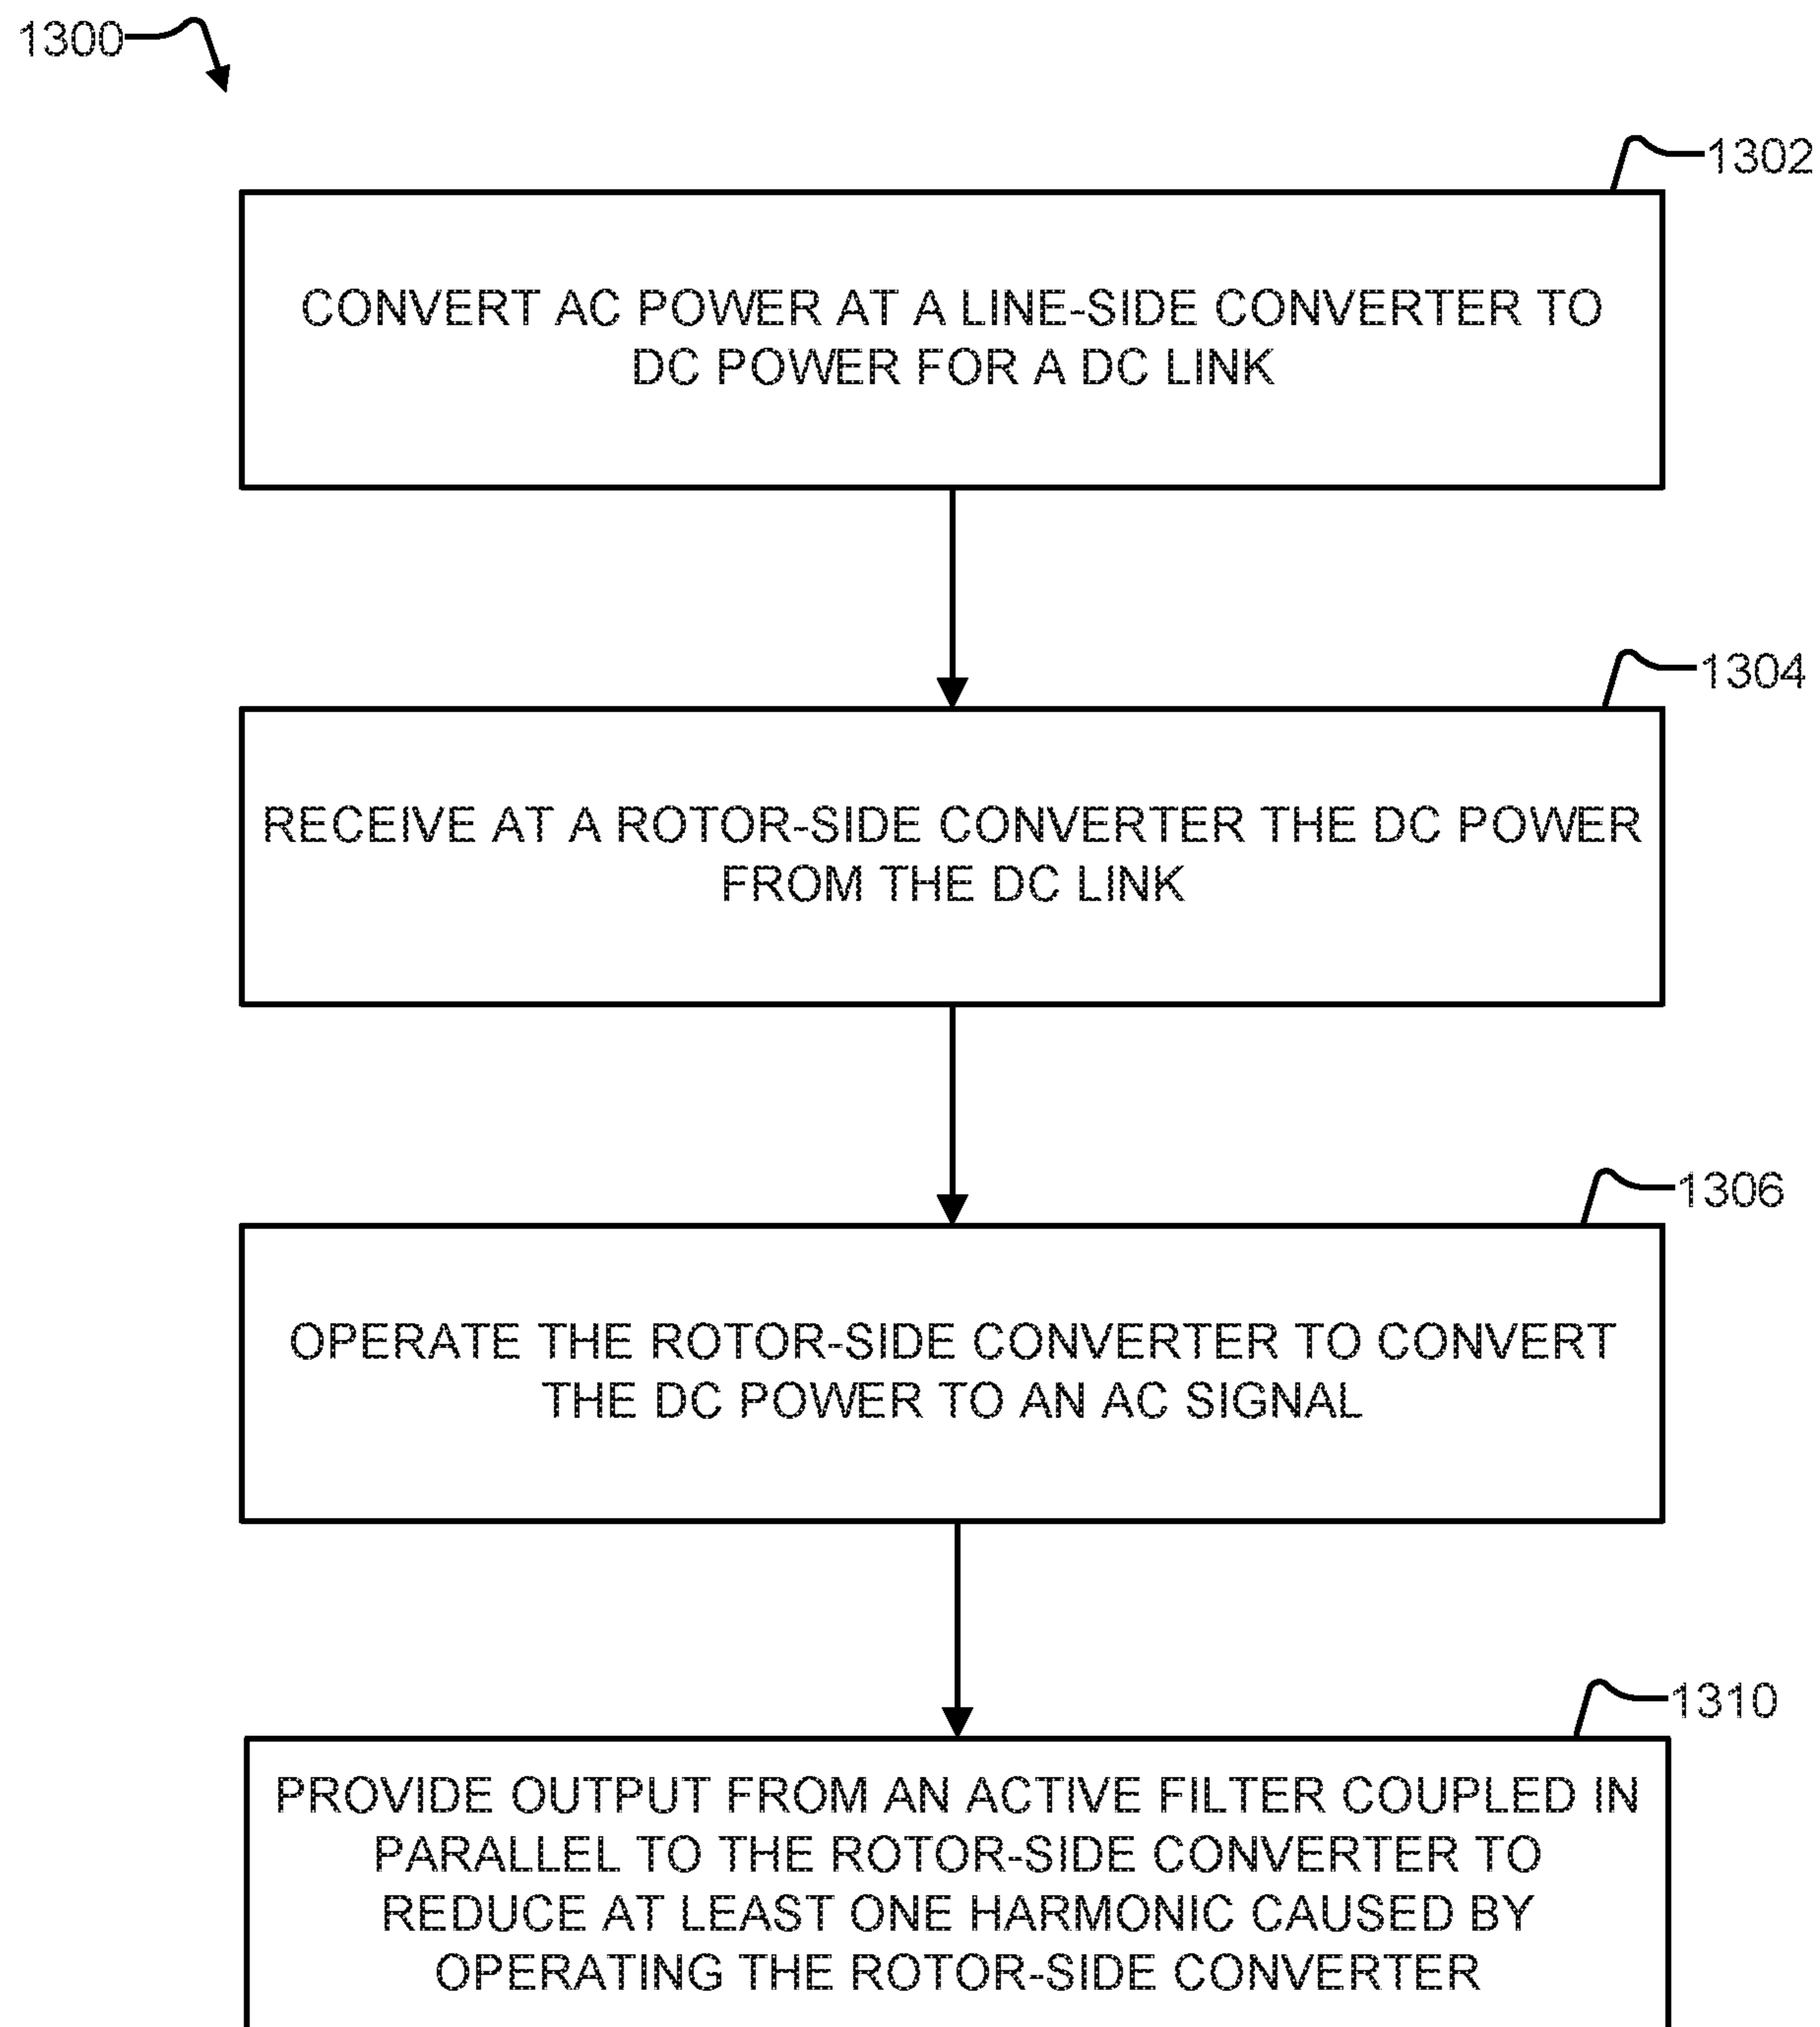 1300
1302
CONVERT AC POWER AT A LINE-SIDE CONVERTER TO
DC POWER FOR A DC LINK
1304
RECEIVE AT A ROTOR-SIDE CONVERTER THE DC POWER
FROM THE DC LINK
1306
OPERATE THE ROTOR-SIDE CONVERTER TO CONVERT
THE DC POWER TO AN AC SIGNAL
1310
PROVIDE OUTPUT FROM AN ACTIVE FILTER COUPLED IN
PARALLEL TO THE ROTOR-SIDE CONVERTER TO
REDUCE AT LEAST ONE HARMONIC CAUSED BY
OPERATING THE ROTOR-SIDE CONVERTER